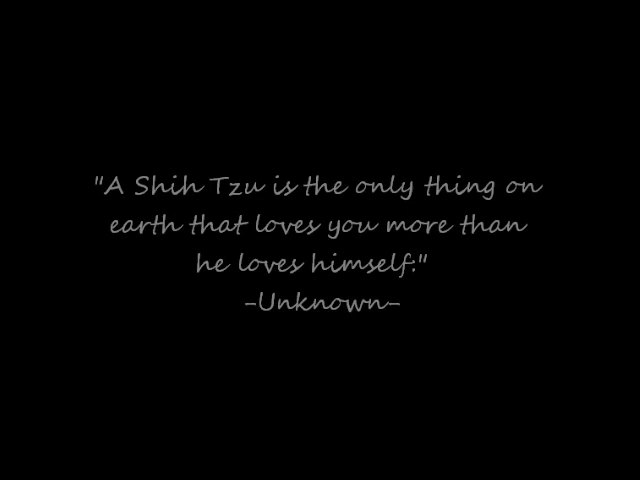 "A Shih Tzu is the only thing on
earth that loves you more than
he loves himself:"
-Unknown-